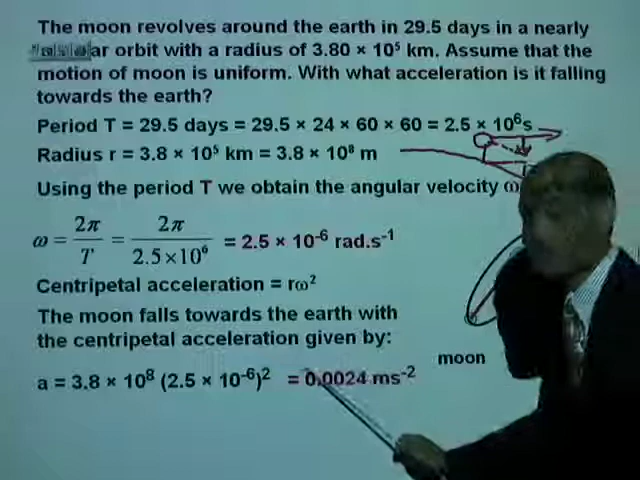 The moon revolves around the earth in 29.5 days in a nearly
ar orbit with a radius of 3.80 × 10⁵ km. Assume that the
motion of moon is uniform. With what acceleration is it falling
towards the earth?
Period T = 29.5 days = 29.5 × 24 × 60 × 60 = 2.5 × 10⁶s
Radius r = 3.8 × 10⁵ km = 3.8 × 10⁸ m
Using the period T we obtain the angular velocity ω
ω = 2π/T = 2π/2.5×10⁶ = 2.5 × 10⁻⁶ rad.s⁻¹
Centripetal acceleration = rω²
The moon falls towards the earth with
the centripetal acceleration given by:
moon
a = 3.8 × 10⁸ (2.5 × 10⁻⁶)² = 0.0024 ms⁻²